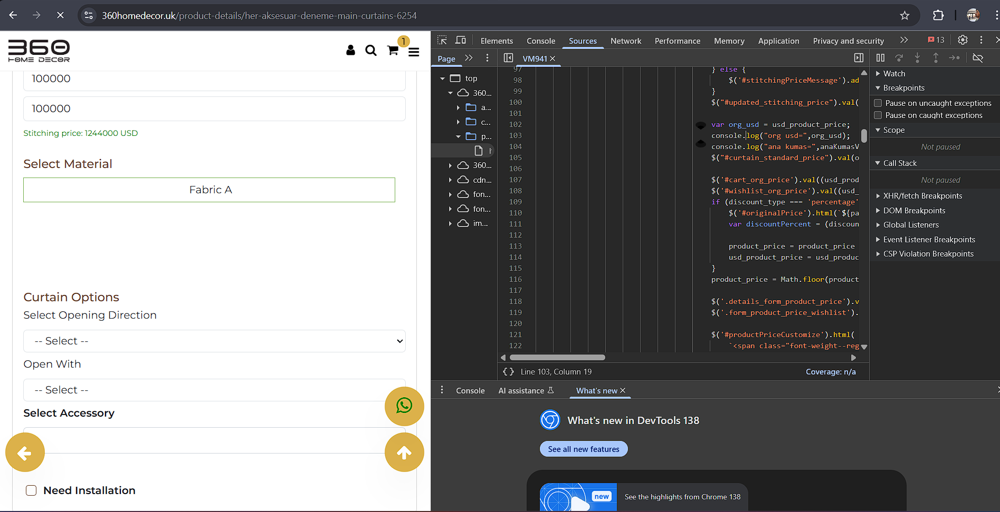 360homedecor.uk/product-details/her-aksesuar-deneme-main-curtains-6254
360
HOME DECOR
1
100000
100000
Stitching price: 1244000 USD
Select Material
Fabric A
Curtain Options
Select Opening Direction
-- Select --
Open With
-- Select --
Select Accessory
Need Installation
Elements Console Sources Network Performance Memory Application Privacy and security 13
Page
VM941
top
360...
a...
c...
p...
360...
cdn...
fon...
fon...
im...
97 } else {
98 $('#stitchingPriceMessage').ad
99 }
100 $("#updated_stitching_price").val(
101
102 var org_usd = usd_product_price;
103 console.log("org usd=",org_usd);
104 console.log("ana kumas=",anaKumasV
105 $("#curtain_standard_price").val(o
106
107 $('#cart_org_price').val((usd_prod
108 $('#wishlist_org_price').val((usd_
109 if (discount_type === 'percentage'
110 $('#originalPrice').html(`${pa
111 var discountPercent = (discoun
112
113 product_price = product_price
114 usd_product_price = usd_produc
115 }
116 product_price = Math.floor(product
117
118 $('.details_form_product_price').v
119 $('.form_product_price_wishlist').
120
121 $('#productPriceCustomize').html(
122 `<span class="font-weight--reg
{} Line 103, Column 19 Coverage: n/a
Watch
Breakpoints
Pause on uncaught exceptions
Pause on caught exceptions
Scope
Not paused
Call Stack
Not paused
XHR/fetch Breakpoints
DOM Breakpoints
Global Listeners
Event Listener Breakpoints
CSP Violation Breakpoints
Console AI assistance What's new
What's new in DevTools 138
See all new features
new
See the highlights from Chrome 138